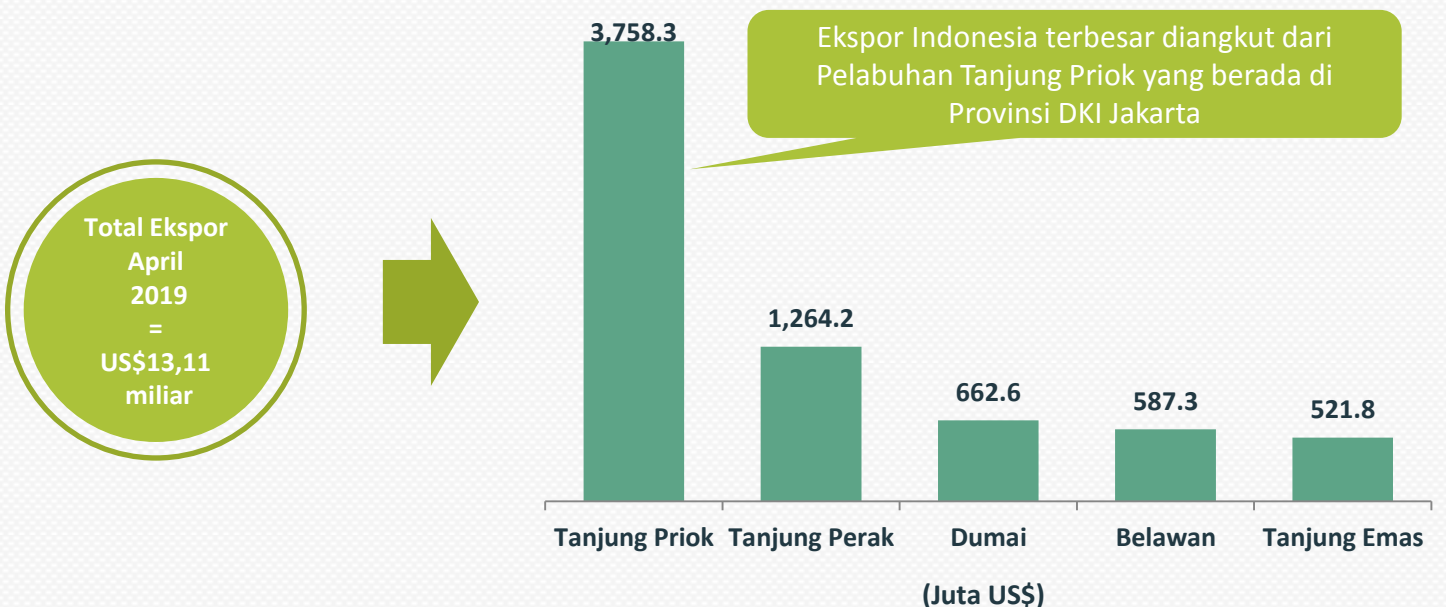 Total Ekspor
April
2019
=
US$13,11
miliar
Ekspor Indonesia terbesar diangkut dari
Pelabuhan Tanjung Priok yang berada di
Provinsi DKI Jakarta
3,758.3
1,264.2
662.6
587.3
521.8
Tanjung Priok
Tanjung Perak
Dumai
Belawan
Tanjung Emas
(Juta US$)